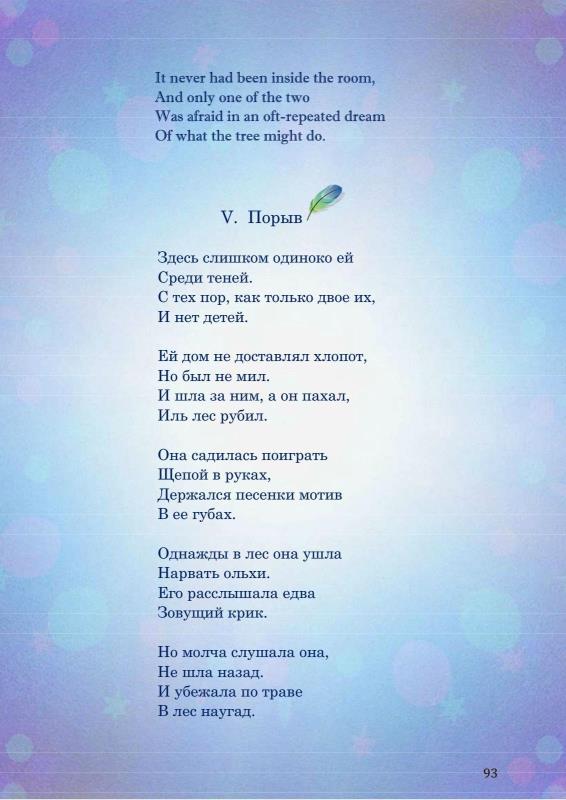 It never had been inside the room,
And only one of the two
Was afraid in an oft-repeated dream
Of what the tree might do.
V. Порыв
Здесь слишком одиноко ей
Среди теней.
С тех пор, как только двое их,
И нет детей.
Ей дом не доставлял хлопот,
Но был не мил.
И шла за ним, а он пахал,
Иль лес рубил.
Она садилась поиграть
Щепой в руках,
Держался песенки мотив
В ее губах.
Однажды в лес она ушла
Нарвать ольхи.
Его расслышала едва
Зовущий крик.
Но молча слушала она,
Не шла назад.
И убежала по траве
В лес наугад.
93